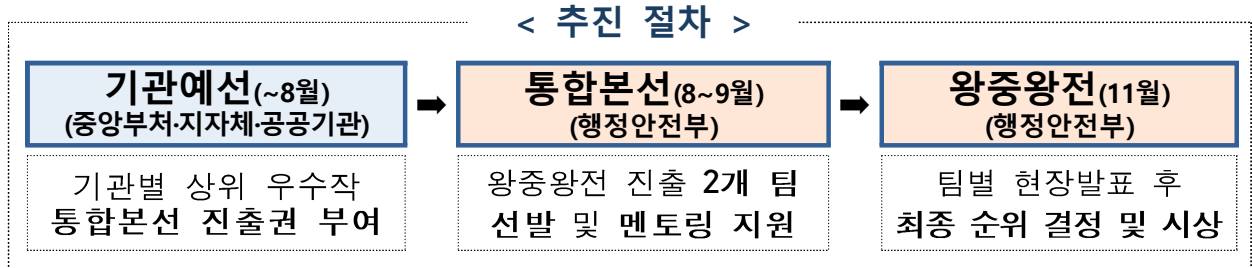 < 추진 절차 >
기관예선(~8월)
(중앙부처·지자체·공공기관)
기관별 상위 우수작
통합본선 진출권 부여
➡
통합본선(8~9월)
(행정안전부)
왕중왕전 진출 2개 팀
선발 및 멘토링 지원
➡
왕중왕전(11월)
(행정안전부)
팀별 현장발표 후
최종 순위 결정 및 시상